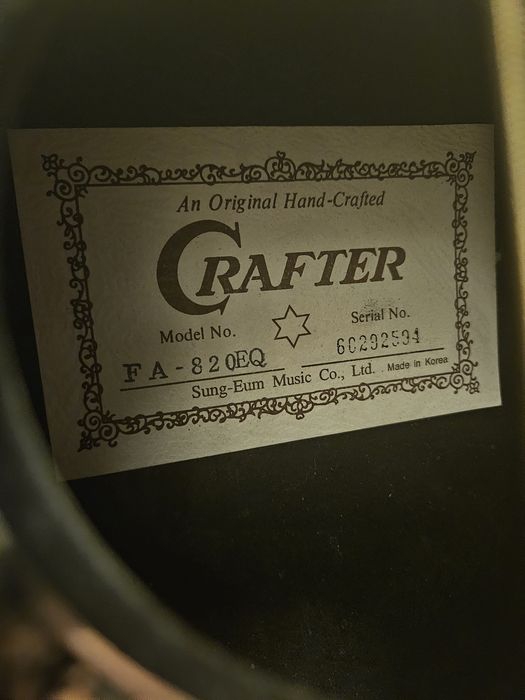 An Original Hand-Crafted
CRAFTER
Model No.
Serial No.
FA-820EQ
60292594
Sung-Eum Music Co., Ltd. Made in Korea